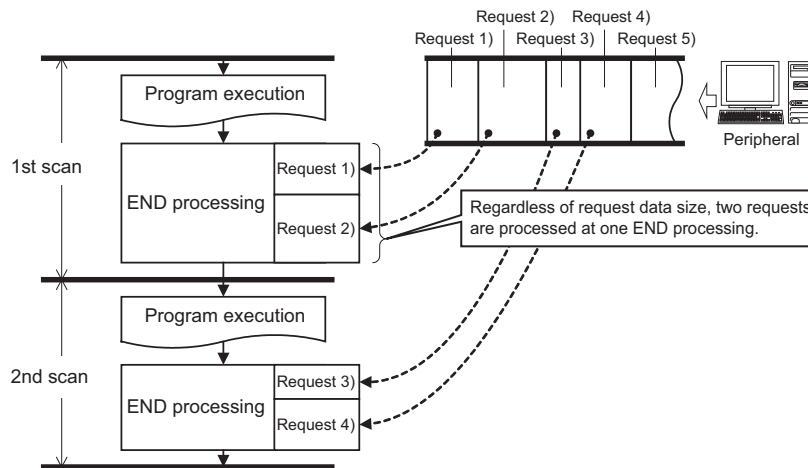 Request 2) Request 4)
Request 1) Request 3) Request 5)
Peripheral
1st scan
Program execution
END processing
Request 1)
Request 2)
Regardless of request data size, two requests
are processed at one END processing.
2nd scan
Program execution
END processing
Request 3)
Request 4)